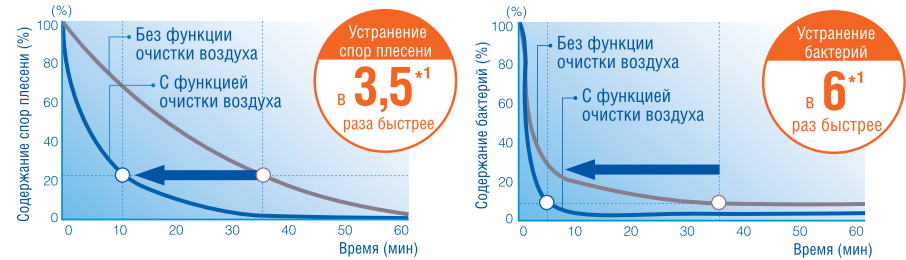 (%)
Содержание спор плесени (%)
100
80
60
40
20
0
Без функции
очистки воздуха
С функцией
очистки воздуха
Устранение
спор плесени
в 3,5*1
раза быстрее
0 10 20 30 40 50 60
Время (мин)
(%)
Содержание бактерий (%)
100
80
60
40
20
0
Без функции
очистки воздуха
С функцией
очистки воздуха
Устранение
бактерий
в 6*1
раз быстрее
0 10 20 30 40 50 60
Время (мин)